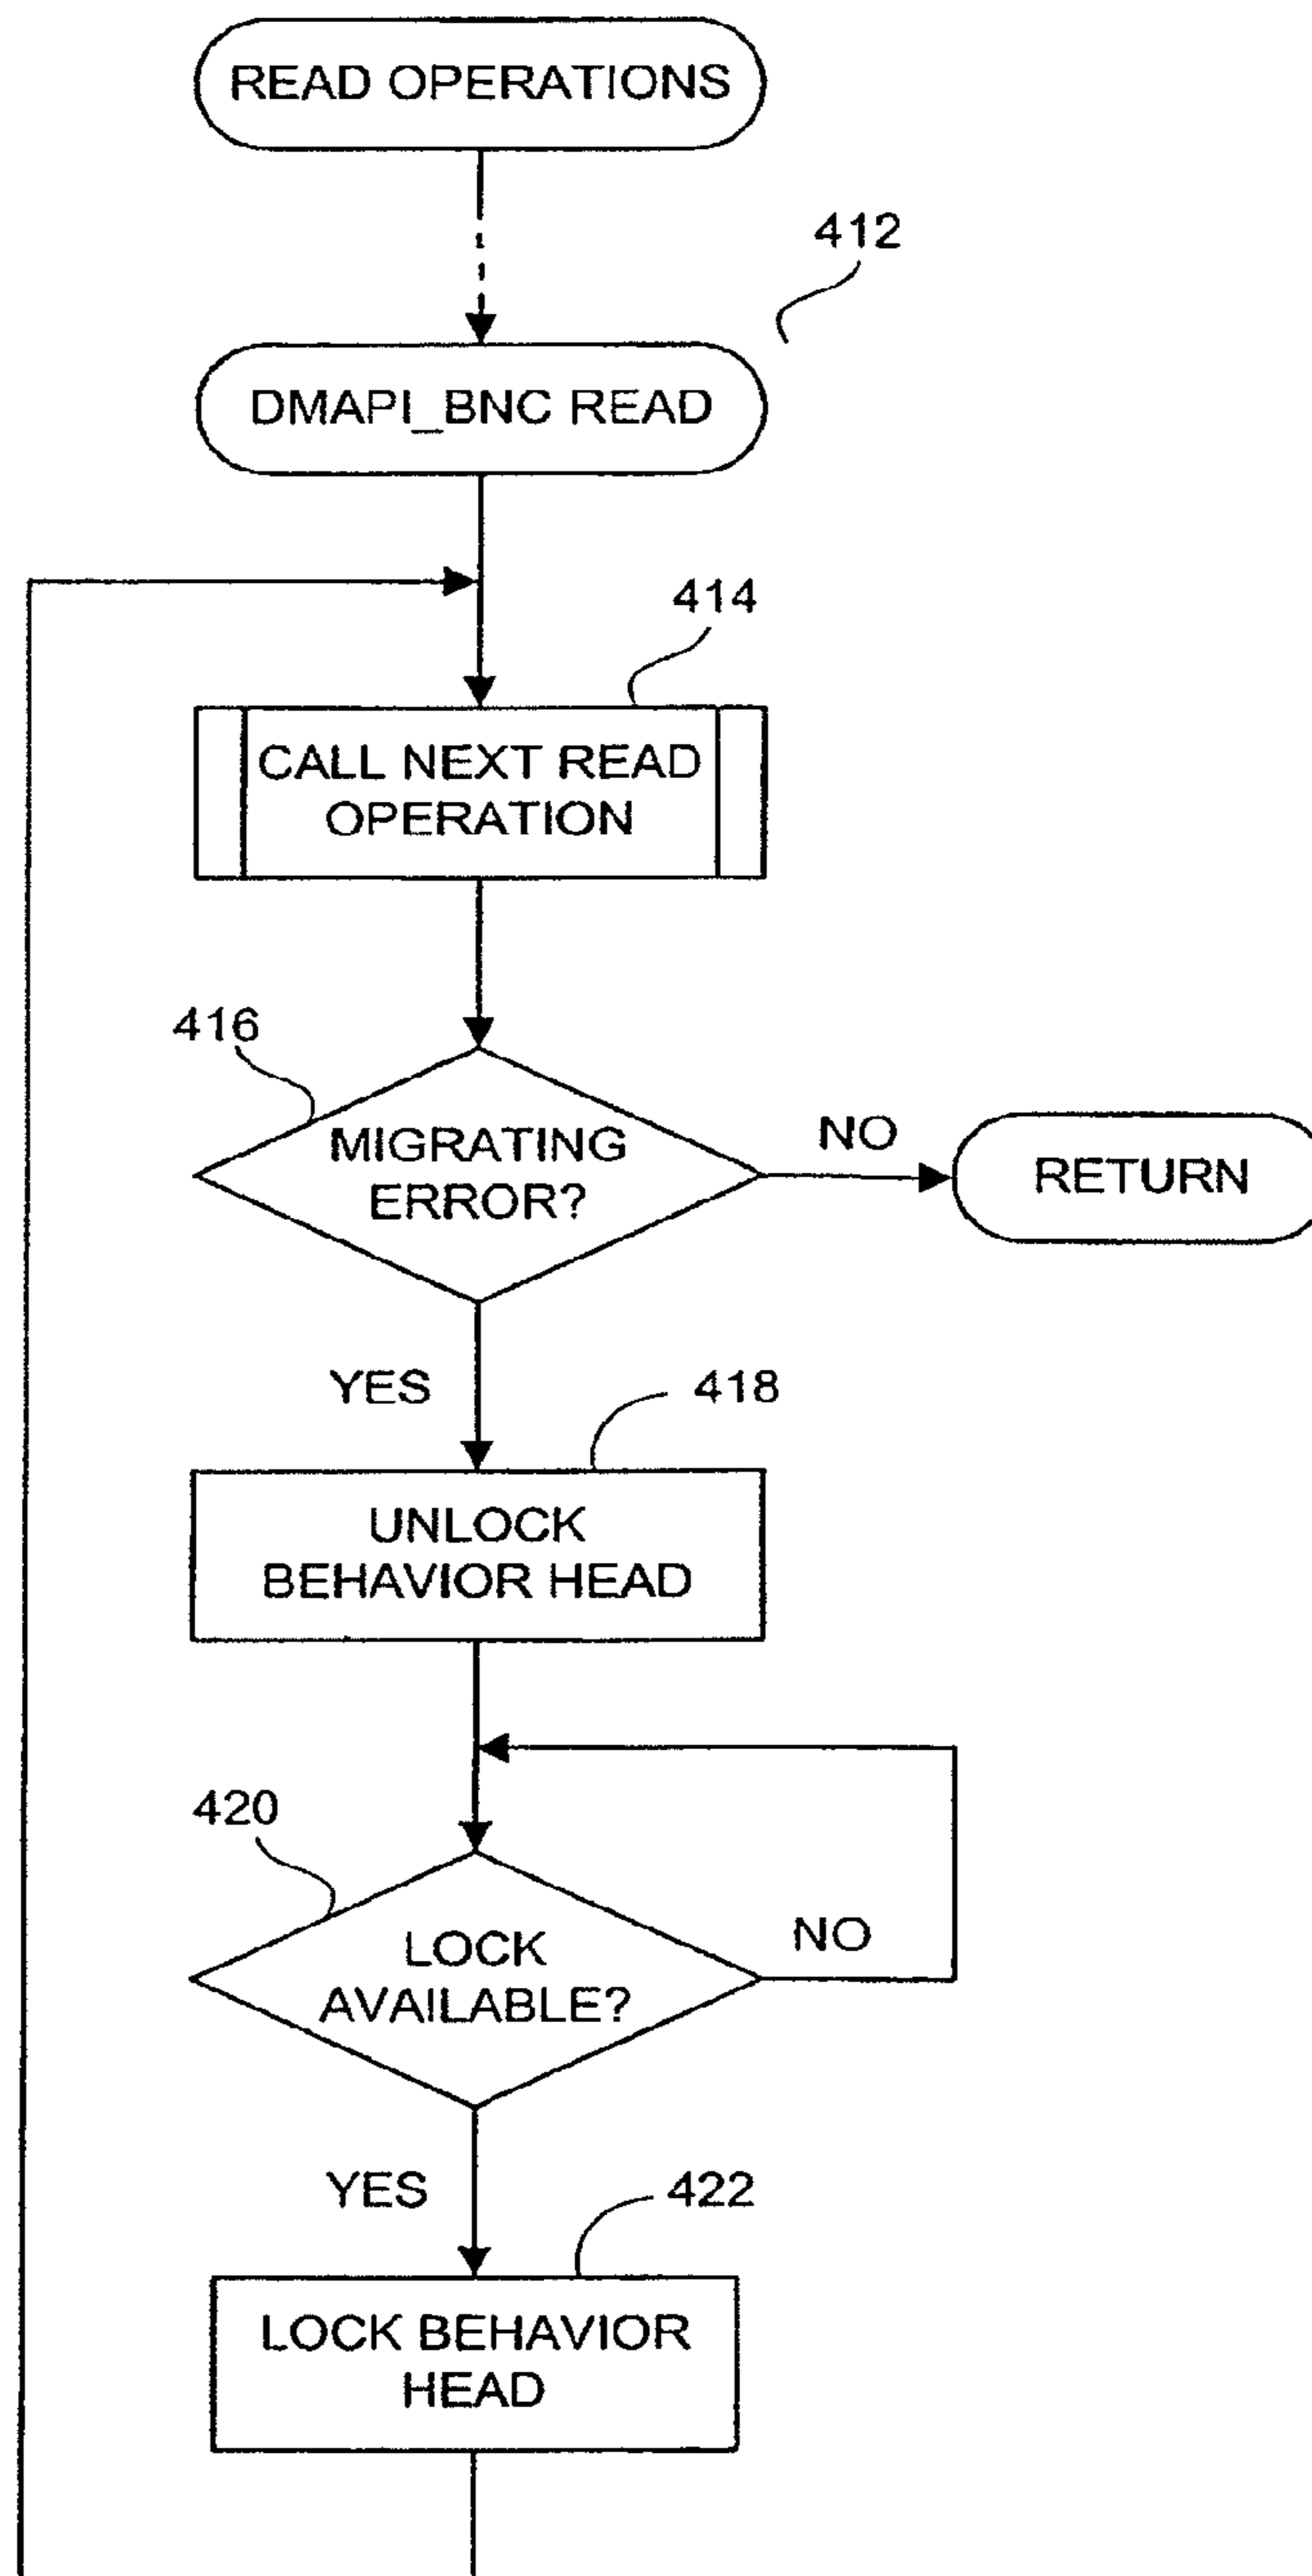 READ OPERATIONS
412
DMAPI_BNC READ
414
CALL NEXT READ
OPERATION
416
MIGRATING
ERROR?
NO
RETURN
YES
418
UNLOCK
BEHAVIOR HEAD
420
LOCK
AVAILABLE?
NO
YES
422
LOCK BEHAVIOR
HEAD